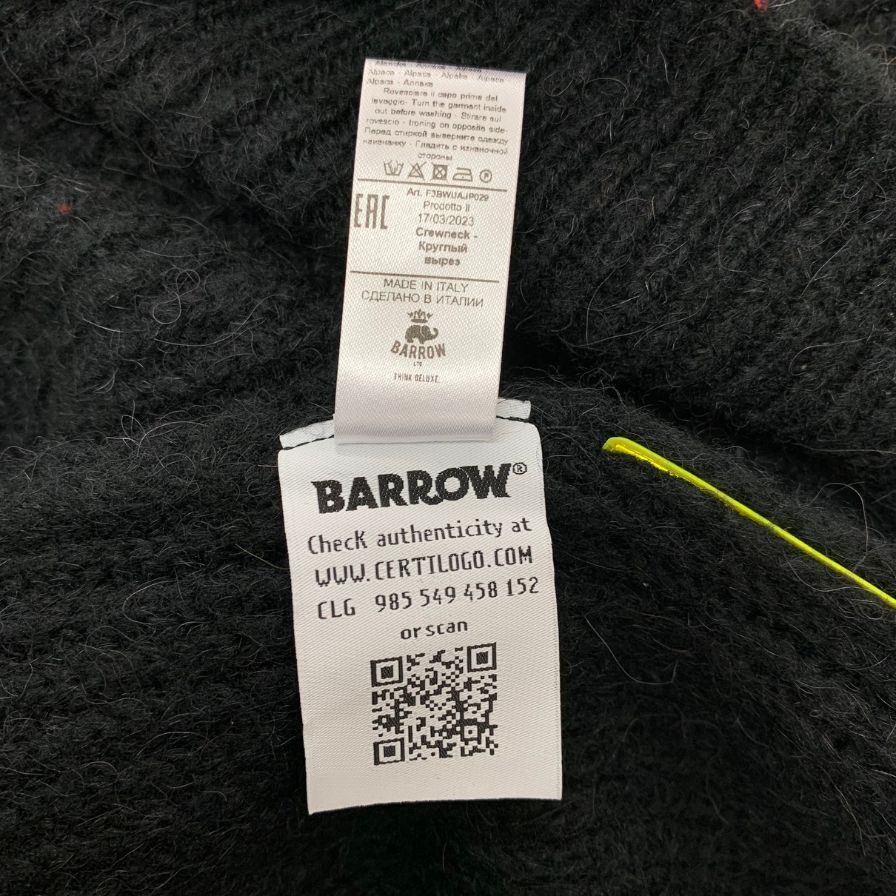 Alpaca - Alpaca - Alpaka - Alpaca
Alpaca - Алпака
Rovesciare il capo prima del
lavaggio- Turn the garment inside
out before washing - Stirare sul
rovescio - Ironing on opposite side-
Перед стиркой выверните одежду
наизнанку - Гладить с изнаночной
стороны
EAC
Art. F3BWUAJP029
Prodotto il
17/03/2023
Crewneck -
Круглый
вырез
MADE IN ITALY
СДЕЛАНО В ИТАЛИИ
BARROW
LTD
THINK DELUXE.
BARROW®
Check authenticity at
WWW.CERTILOGO.COM
CLG 985 549 458 152
or scan